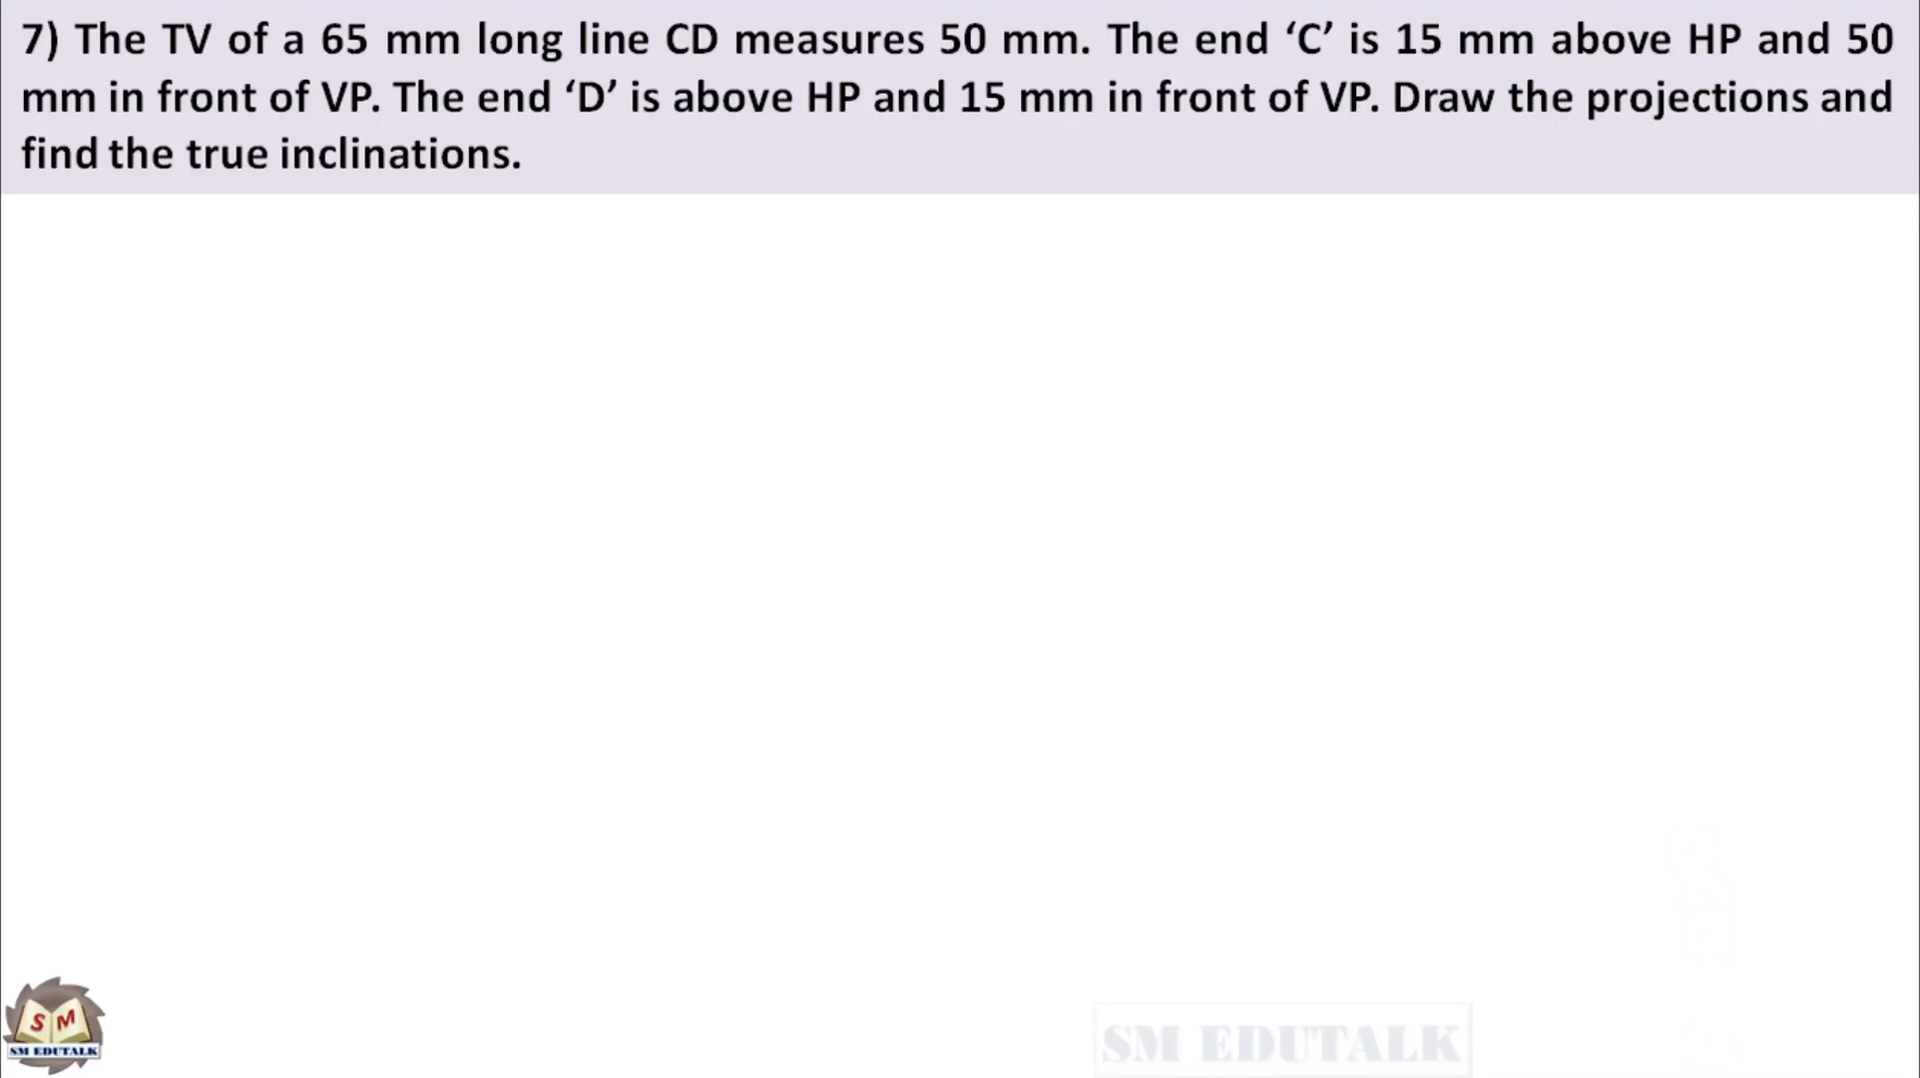 7) The TV of a 65 mm long line CD measures 50 mm. The end ‘C’ is 15 mm above HP and 50
mm in front of VP. The end ‘D’ is above HP and 15 mm in front of VP. Draw the projections and
find the true inclinations.
S M
SM EDUTALK
SM EDUTALK